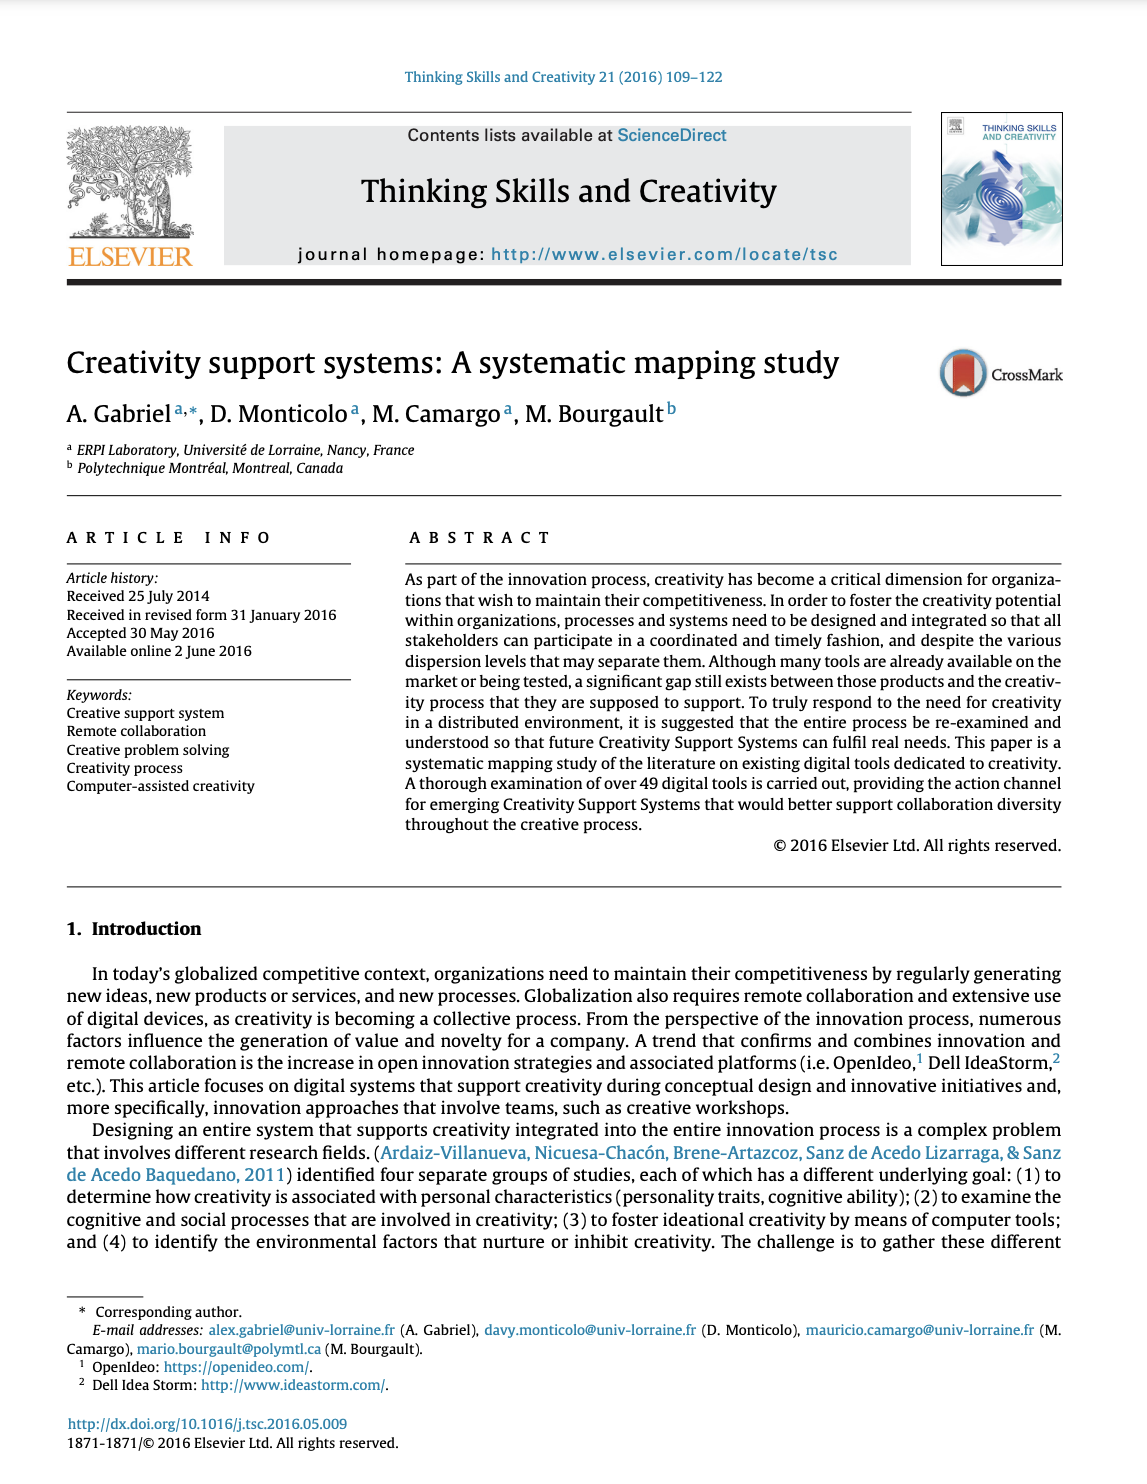 Thinking Skills and Creativity 21 (2016) 109–122
Contents lists available at ScienceDirect
Thinking Skills and Creativity
journal homepage: http://www.elsevier.com/locate/tsc
ELSEVIER
THINKING SKILLS
AND CREATIVITY
Creativity support systems: A systematic mapping study
CrossMark
A. Gabriel a,*, D. Monticolo a, M. Camargo a, M. Bourgault b
a ERPI Laboratory, Université de Lorraine, Nancy, France
b Polytechnique Montréal, Montreal, Canada
ARTICLE INFO
Article history:
Received 25 July 2014
Received in revised form 31 January 2016
Accepted 30 May 2016
Available online 2 June 2016
Keywords:
Creative support system
Remote collaboration
Creative problem solving
Creativity process
Computer-assisted creativity
ABSTRACT
As part of the innovation process, creativity has become a critical dimension for organiza-
tions that wish to maintain their competitiveness. In order to foster the creativity potential
within organizations, processes and systems need to be designed and integrated so that all
stakeholders can participate in a coordinated and timely fashion, and despite the various
dispersion levels that may separate them. Although many tools are already available on the
market or being tested, a significant gap still exists between those products and the creativ-
ity process that they are supposed to support. To truly respond to the need for creativity
in a distributed environment, it is suggested that the entire process be re-examined and
understood so that future Creativity Support Systems can fulfil real needs. This paper is a
systematic mapping study of the literature on existing digital tools dedicated to creativity.
A thorough examination of over 49 digital tools is carried out, providing the action channel
for emerging Creativity Support Systems that would better support collaboration diversity
throughout the creative process.
© 2016 Elsevier Ltd. All rights reserved.
1. Introduction
In today's globalized competitive context, organizations need to maintain their competitiveness by regularly generating
new ideas, new products or services, and new processes. Globalization also requires remote collaboration and extensive use
of digital devices, as creativity is becoming a collective process. From the perspective of the innovation process, numerous
factors influence the generation of value and novelty for a company. A trend that confirms and combines innovation and
remote collaboration is the increase in open innovation strategies and associated platforms (i.e. OpenIdeo,1 Dell IdeaStorm,2
etc.). This article focuses on digital systems that support creativity during conceptual design and innovative initiatives and,
more specifically, innovation approaches that involve teams, such as creative workshops.
Designing an entire system that supports creativity integrated into the entire innovation process is a complex problem
that involves different research fields. (Ardaiz-Villanueva, Nicuesa-Chacón, Brene-Artazcoz, Sanz de Acedo Lizarraga, & Sanz
de Acedo Baquedano, 2011) identified four separate groups of studies, each of which has a different underlying goal: (1) to
determine how creativity is associated with personal characteristics (personality traits, cognitive ability); (2) to examine the
cognitive and social processes that are involved in creativity; (3) to foster ideational creativity by means of computer tools;
and (4) to identify the environmental factors that nurture or inhibit creativity. The challenge is to gather these different
* Corresponding author.
E-mail addresses: alex.gabriel@univ-lorraine.fr (A. Gabriel), davy.monticolo@univ-lorraine.fr (D. Monticolo), mauricio.camargo@univ-lorraine.fr (M.
Camargo), mario.bourgault@polymtl.ca (M. Bourgault).
1 OpenIdeo: https://openideo.com/.
2 Dell Idea Storm: http://www.ideastorm.com/.
http://dx.doi.org/10.1016/j.tsc.2016.05.009
1871-1871/© 2016 Elsevier Ltd. All rights reserved.